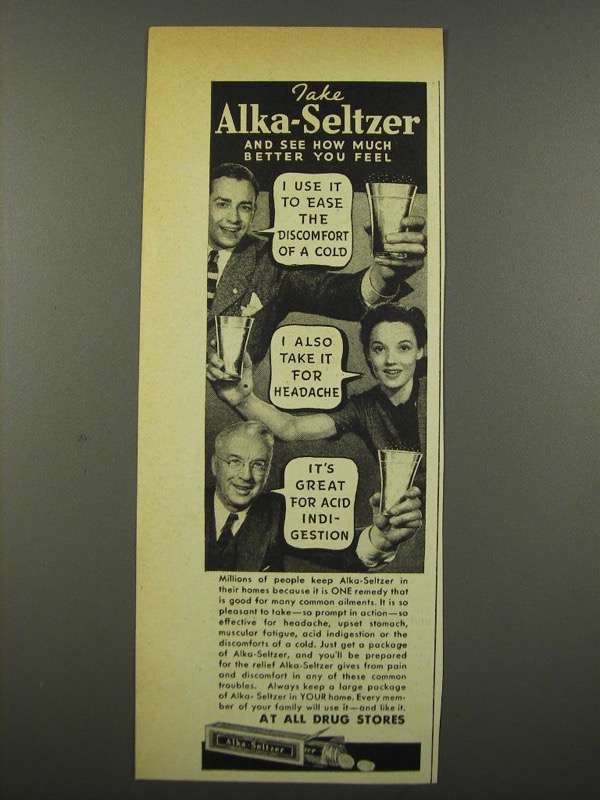 Take
Alka-Seltzer
AND SEE HOW MUCH
BETTER YOU FEEL
I USE IT
TO EASE
THE
DISCOMFORT
OF A COLD
I ALSO
TAKE IT
FOR
HEADACHE
IT'S
GREAT
FOR ACID
INDI-
GESTION
Millions of people keep Alka-Seltzer in
their homes because it is ONE remedy that
is good for many common ailments. It is so
pleasant to take—so prompt in action—so
effective for headache, upset stomach,
muscular fatigue, acid indigestion or the
discomforts of a cold. Just get a package
of Alka-Seltzer, and you'll be prepared
for the relief Alka-Seltzer gives from pain
and discomfort in any of these common
troubles. Always keep a large package
of Alka-Seltzer in YOUR home. Every mem-
ber of your family will use it—and like it.
AT ALL DRUG STORES
Alka-Seltzer